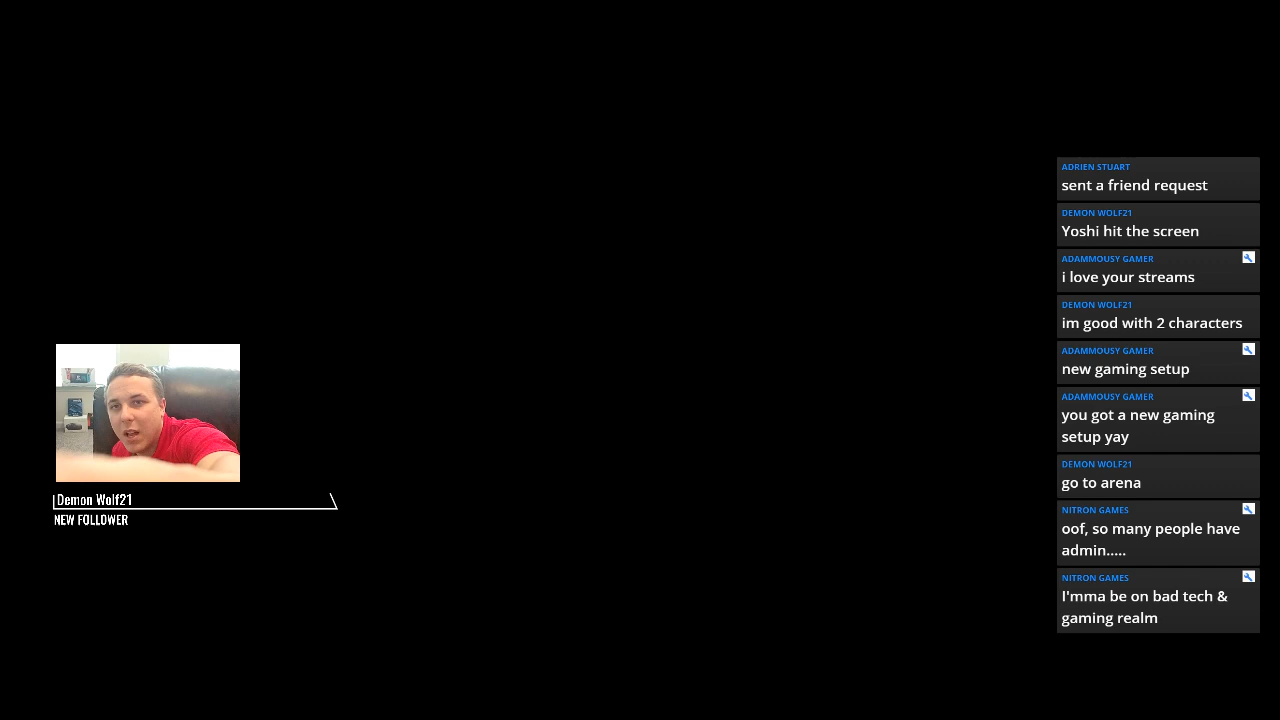 ADRIEN STUART
sent a friend request
DEMON WOLF21
Yoshi hit the screen
ADAMMOUSY GAMER
i love your streams
DEMON WOLF21
im good with 2 characters
ADAMMOUSY GAMER
new gaming setup
ADAMMOUSY GAMER
you got a new gaming
setup yay
DEMON WOLF21
go to arena
NITRON GAMES
oof, so many people have
admin.....
NITRON GAMES
I'mma be on bad tech &
gaming realm
Demon Wolf21
NEW FOLLOWER